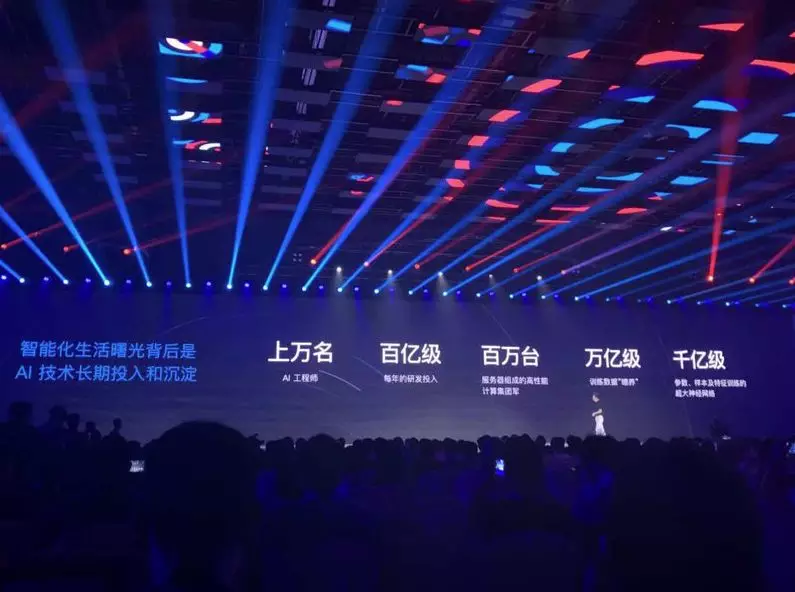 智能化生活曙光背后是
AI 技术长期投入和沉淀
上万名
AI 工程师
百亿级
每年的研发投入
百万台
服务器组成的高性能
计算集团军
万亿级
训练数据“喂养”
千亿级
参数、样本及特征训练的
超大神经网络